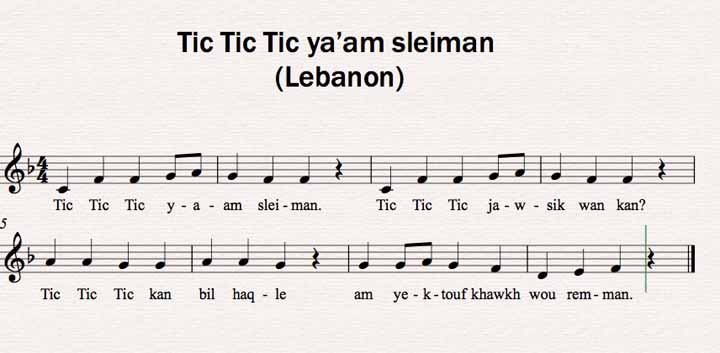 Tic Tic Tic ya’am sleiman
(Lebanon)
4
4
Tic Tic Tic y - a - am slei - man. Tic Tic Tic ja - w - sik wan kan?
5
Tic Tic Tic kan bil haq - le am ye - k - touf khawkh wou rem - man.